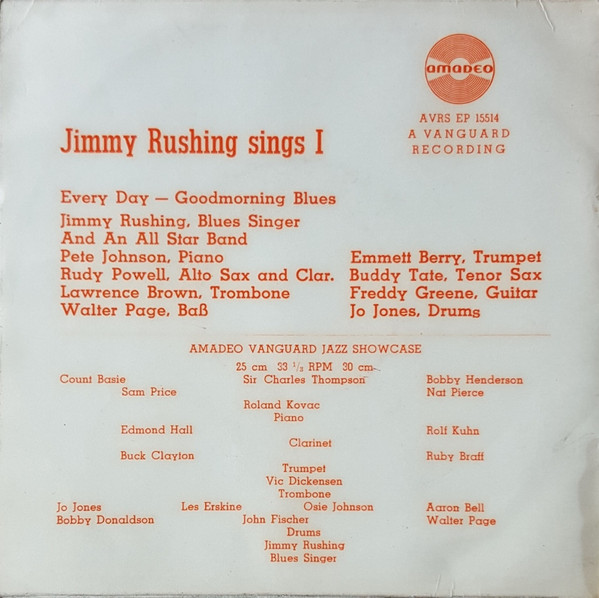 amadeo
AVRS EP 15514
A VANGUARD
RECORDING
Jimmy Rushing sings I
Every Day — Goodmorning Blues
Jimmy Rushing, Blues Singer
And An All Star Band
Pete Johnson, Piano
Emmett Berry, Trumpet
Rudy Powell, Alto Sax and Clar.
Buddy Tate, Tenor Sax
Lawrence Brown, Trombone
Freddy Greene, Guitar
Walter Page, Baß
Jo Jones, Drums
AMADEO VANGUARD JAZZ SHOWCASE
25 cm 33 1/3 RPM 30 cm
Count Basie Sir Charles Thompson Bobby Henderson
Sam Price Nat Pierce
Roland Kovac
Piano
Edmond Hall Rolf Kuhn
Clarinet
Buck Clayton Ruby Braff
Trumpet
Vic Dickensen
Trombone
Jo Jones Les Erskine Osie Johnson Aaron Bell
Bobby Donaldson John Fischer Walter Page
Drums
Jimmy Rushing
Blues Singer